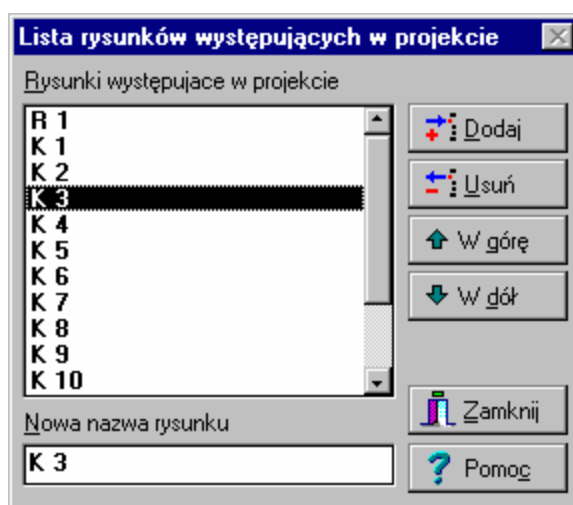 Lista rysunków występujących w projekcie
Rysunki występujace w projekcie
R 1
K 1
K 2
K 3
K 4
K 5
K 6
K 7
K 8
K 9
K 10
Dodaj
Usuń
W górę
W dół
Zamknij
Nowa nazwa rysunku
K 3
Pomoc